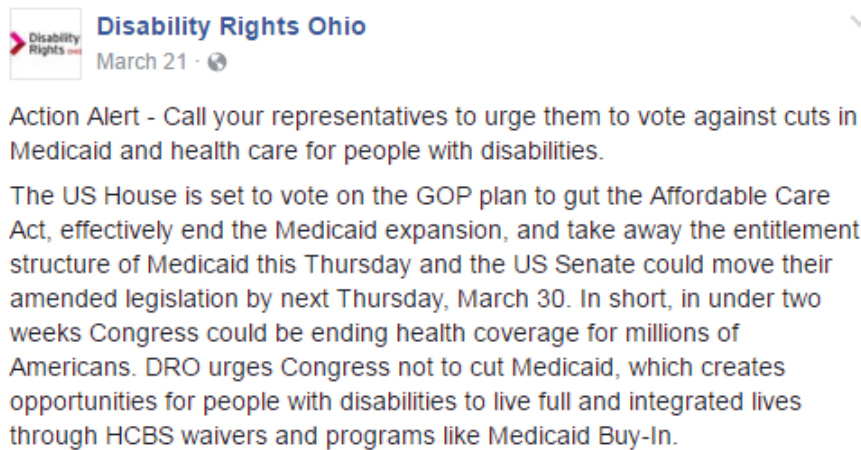 Disability
Rights OHIO
Disability Rights Ohio
March 21 ·
Action Alert - Call your representatives to urge them to vote against cuts in
Medicaid and health care for people with disabilities.
The US House is set to vote on the GOP plan to gut the Affordable Care
Act, effectively end the Medicaid expansion, and take away the entitlement
structure of Medicaid this Thursday and the US Senate could move their
amended legislation by next Thursday, March 30. In short, in under two
weeks Congress could be ending health coverage for millions of
Americans. DRO urges Congress not to cut Medicaid, which creates
opportunities for people with disabilities to live full and integrated lives
through HCBS waivers and programs like Medicaid Buy-In.